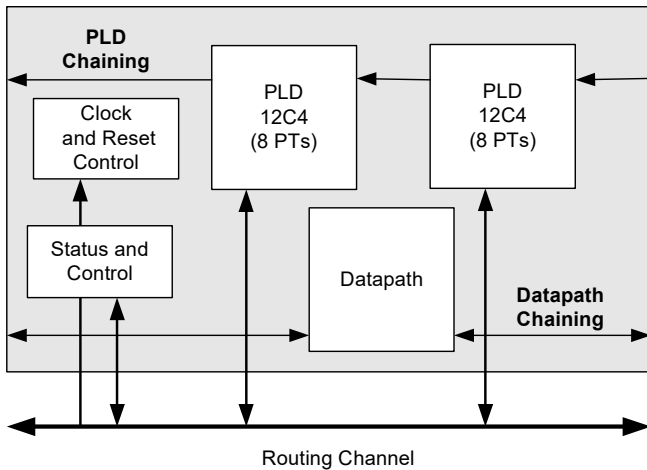 PLD
Chaining
PLD
12C4
(8 PTs)
PLD
12C4
(8 PTs)
Clock
and Reset
Control
Status and
Control
Datapath
Datapath
Chaining
Routing Channel